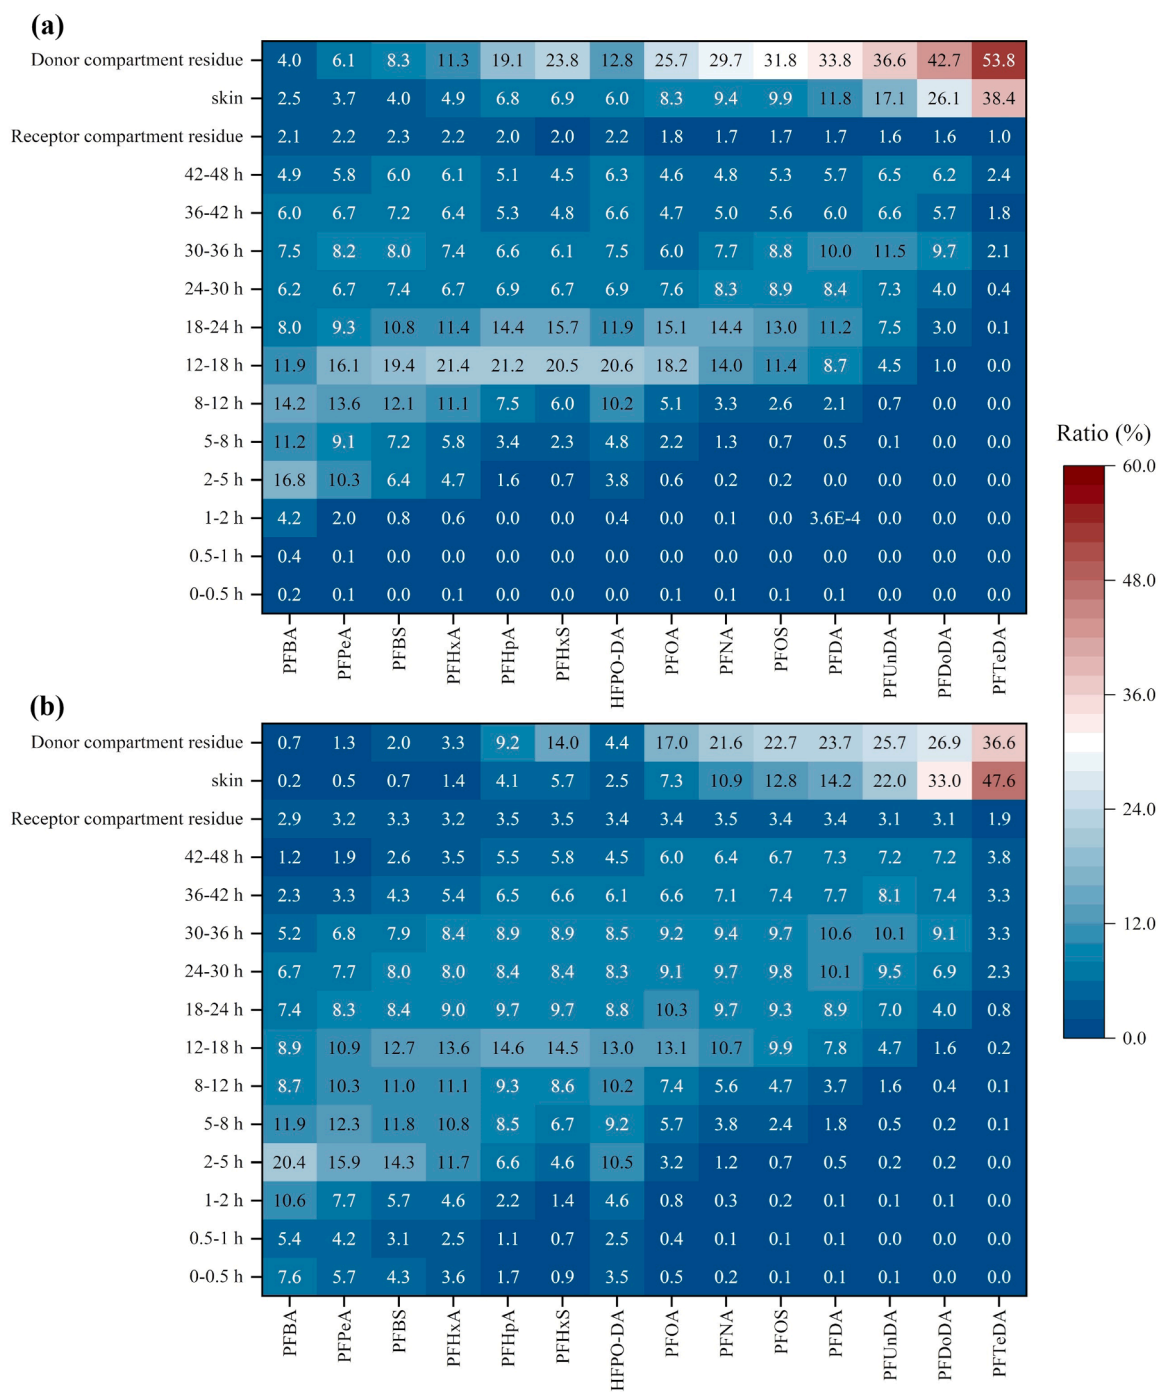 (a)
Donor compartment residue 4.0 6.1 8.3 11.3 19.1 23.8 12.8 25.7 29.7 31.8 33.8 36.6 42.7 53.8
skin 2.5 3.7 4.0 4.9 6.8 6.9 6.0 8.3 9.4 9.9 11.8 17.1 26.1 38.4
Receptor compartment residue 2.1 2.2 2.3 2.2 2.0 2.0 2.2 1.8 1.7 1.7 1.7 1.6 1.6 1.0
42-48 h 4.9 5.8 6.0 6.1 5.1 4.5 6.3 4.6 4.8 5.3 5.7 6.5 6.2 2.4
36-42 h 6.0 6.7 7.2 6.4 5.3 4.8 6.6 4.7 5.0 5.6 6.0 6.6 5.7 1.8
30-36 h 7.5 8.2 8.0 7.4 6.6 6.1 7.5 6.0 7.7 8.8 10.0 11.5 9.7 2.1
24-30 h 6.2 6.7 7.4 6.7 6.9 6.7 6.9 7.6 8.3 8.9 8.4 7.3 4.0 0.4
18-24 h 8.0 9.3 10.8 11.4 14.4 15.7 11.9 15.1 14.4 13.0 11.2 7.5 3.0 0.1
12-18 h 11.9 16.1 19.4 21.4 21.2 20.5 20.6 18.2 14.0 11.4 8.7 4.5 1.0 0.0
8-12 h 14.2 13.6 12.1 11.1 7.5 6.0 10.2 5.1 3.3 2.6 2.1 0.7 0.0 0.0
5-8 h 11.2 9.1 7.2 5.8 3.4 2.3 4.8 2.2 1.3 0.7 0.5 0.1 0.0 0.0
2-5 h 16.8 10.3 6.4 4.7 1.6 0.7 3.8 0.6 0.2 0.2 0.0 0.0 0.0 0.0
1-2 h 4.2 2.0 0.8 0.6 0.0 0.0 0.4 0.0 0.1 0.0 3.6E-4 0.0 0.0 0.0
0.5-1 h 0.4 0.1 0.0 0.0 0.0 0.0 0.0 0.0 0.0 0.0 0.0 0.0 0.0 0.0
0-0.5 h 0.2 0.1 0.0 0.1 0.0 0.0 0.0 0.1 0.1 0.1 0.1 0.0 0.0 0.0
PFBA PFPeA PFBS PFHxA PFHpA PFHxS HFPO-DA PFOA PFNA PFOS PFDA PFUnDA PFDoDA PFTeDA
Ratio (%)
60.0
48.0
36.0
24.0
12.0
0.0
(b)
Donor compartment residue 0.7 1.3 2.0 3.3 9.2 14.0 4.4 17.0 21.6 22.7 23.7 25.7 26.9 36.6
skin 0.2 0.5 0.7 1.4 4.1 5.7 2.5 7.3 10.9 12.8 14.2 22.0 33.0 47.6
Receptor compartment residue 2.9 3.2 3.3 3.2 3.5 3.5 3.4 3.4 3.5 3.4 3.4 3.1 3.1 1.9
42-48 h 1.2 1.9 2.6 3.5 5.5 5.8 4.5 6.0 6.4 6.7 7.3 7.2 7.2 3.8
36-42 h 2.3 3.3 4.3 5.4 6.5 6.6 6.1 6.6 7.1 7.4 7.7 8.1 7.4 3.3
30-36 h 5.2 6.8 7.9 8.4 8.9 8.9 8.5 9.2 9.4 9.7 10.6 10.1 9.1 3.3
24-30 h 6.7 7.7 8.0 8.0 8.4 8.4 8.3 9.1 9.7 9.8 10.1 9.5 6.9 2.3
18-24 h 7.4 8.3 8.4 9.0 9.7 9.7 8.8 10.3 9.7 9.3 8.9 7.0 4.0 0.8
12-18 h 8.9 10.9 12.7 13.6 14.6 14.5 13.0 13.1 10.7 9.9 7.8 4.7 1.6 0.2
8-12 h 8.7 10.3 11.0 11.1 9.3 8.6 10.2 7.4 5.6 4.7 3.7 1.6 0.4 0.1
5-8 h 11.9 12.3 11.8 10.8 8.5 6.7 9.2 5.7 3.8 2.4 1.8 0.5 0.2 0.1
2-5 h 20.4 15.9 14.3 11.7 6.6 4.6 10.5 3.2 1.2 0.7 0.5 0.2 0.2 0.0
1-2 h 10.6 7.7 5.7 4.6 2.2 1.4 4.6 0.8 0.3 0.2 0.1 0.1 0.1 0.0
0.5-1 h 5.4 4.2 3.1 2.5 1.1 0.7 2.5 0.4 0.1 0.1 0.1 0.0 0.0 0.0
0-0.5 h 7.6 5.7 4.3 3.6 1.7 0.9 3.5 0.5 0.2 0.1 0.1 0.1 0.0 0.0
PFBA PFPeA PFBS PFHxA PFHpA PFHxS HFPO-DA PFOA PFNA PFOS PFDA PFUnDA PFDoDA PFTeDA